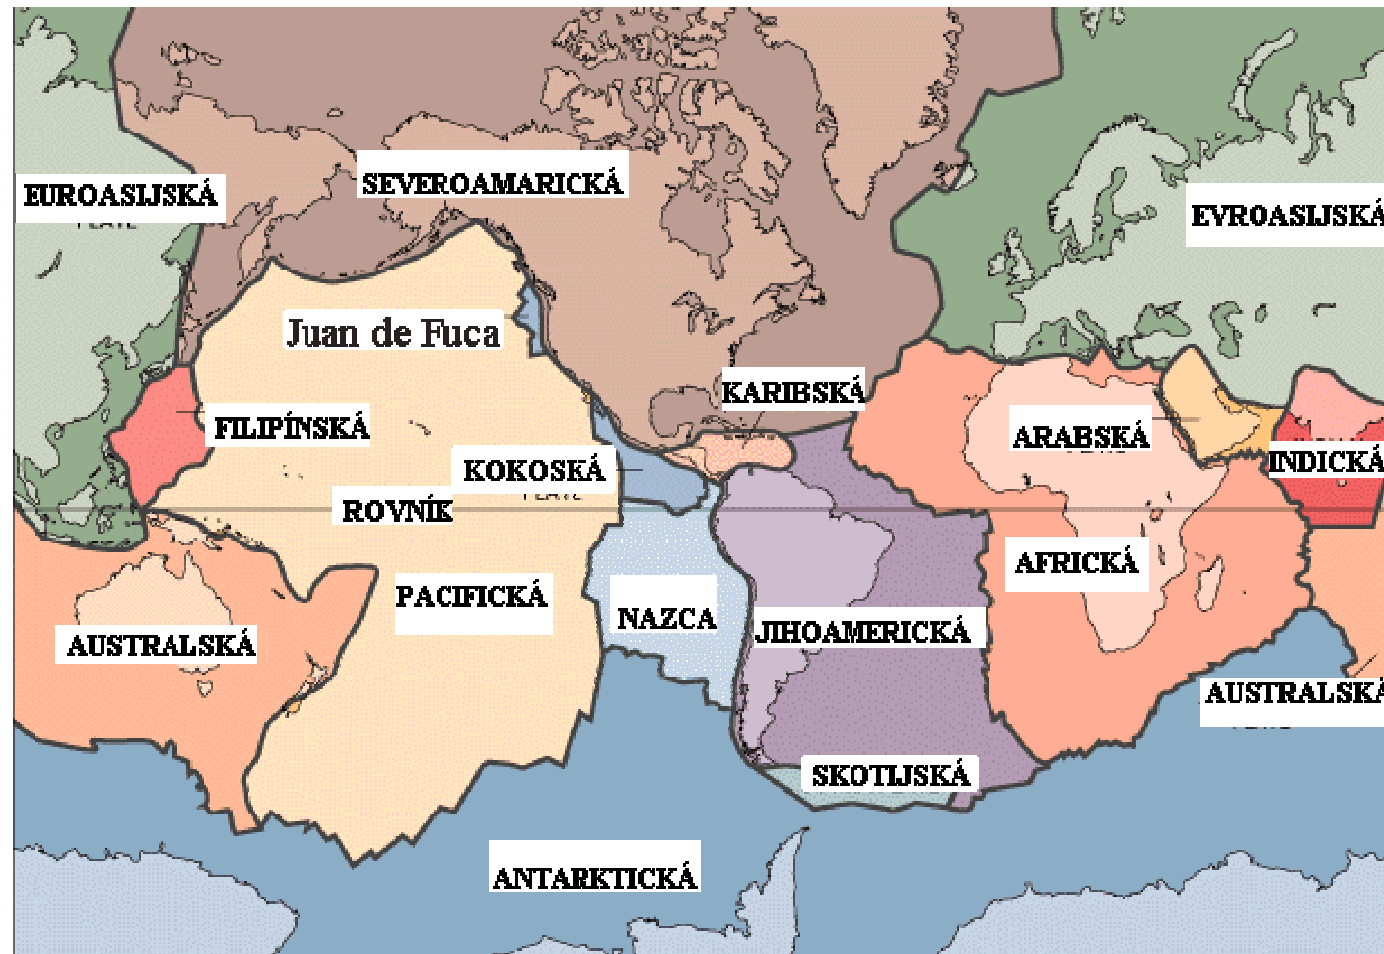 EUROASIJSKÁ
SEVEROAMARICKÁ
EVROASIJSKÁ
Juan de Fuca
KARIBSKÁ
FILIPÍNSKÁ
ARABSKÁ
KOKOSKÁ
INDICKÁ
ROVNÍK
AFRICKÁ
PACIFICKÁ
NAZCA
JIHOAMERICKÁ
AUSTRALSKÁ
AUSTRALSKÁ
SKOTIJSKÁ
ANTARKTICKÁ